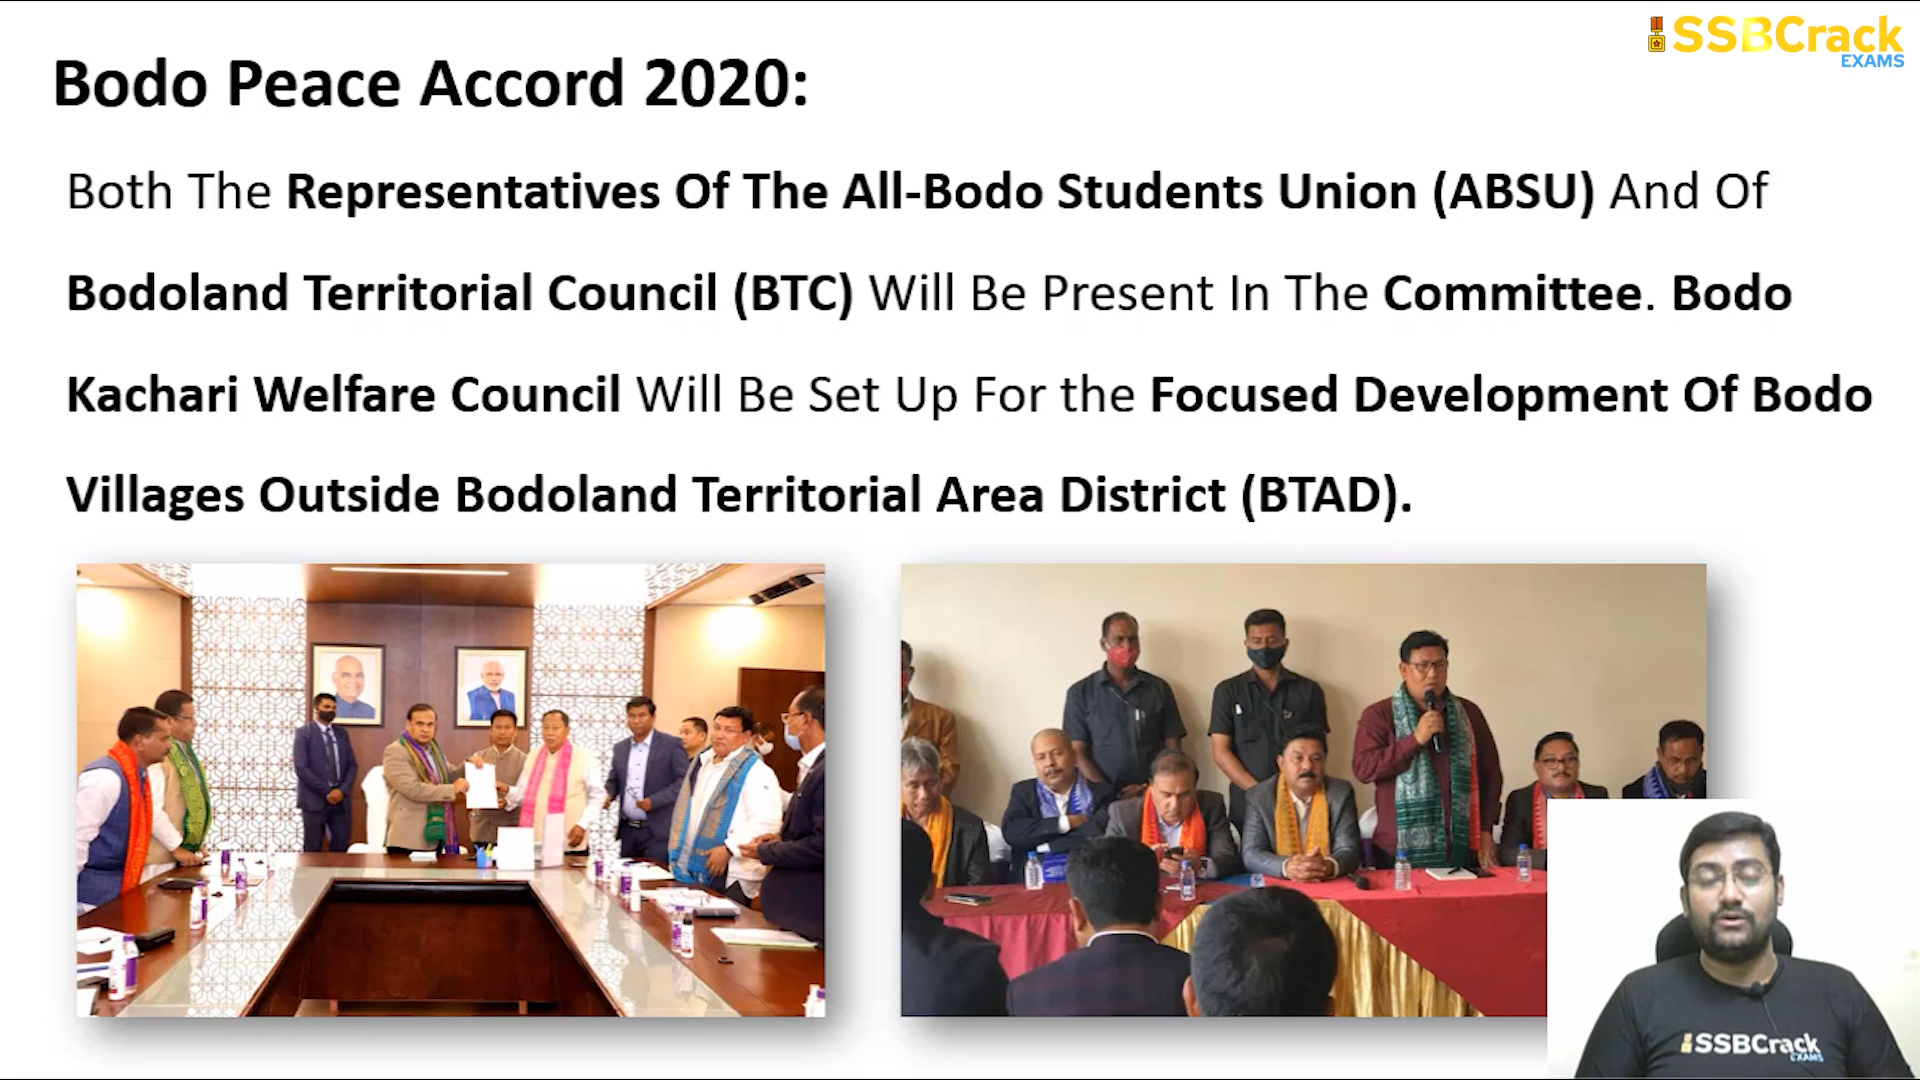 SSBCrack
EXAMS
Bodo Peace Accord 2020:
Both The Representatives Of The All-Bodo Students Union (ABSU) And Of
Bodoland Territorial Council (BTC) Will Be Present In The Committee. Bodo
Kachari Welfare Council Will Be Set Up For the Focused Development Of Bodo
Villages Outside Bodoland Territorial Area District (BTAD).
SSBCrack
EXAMS